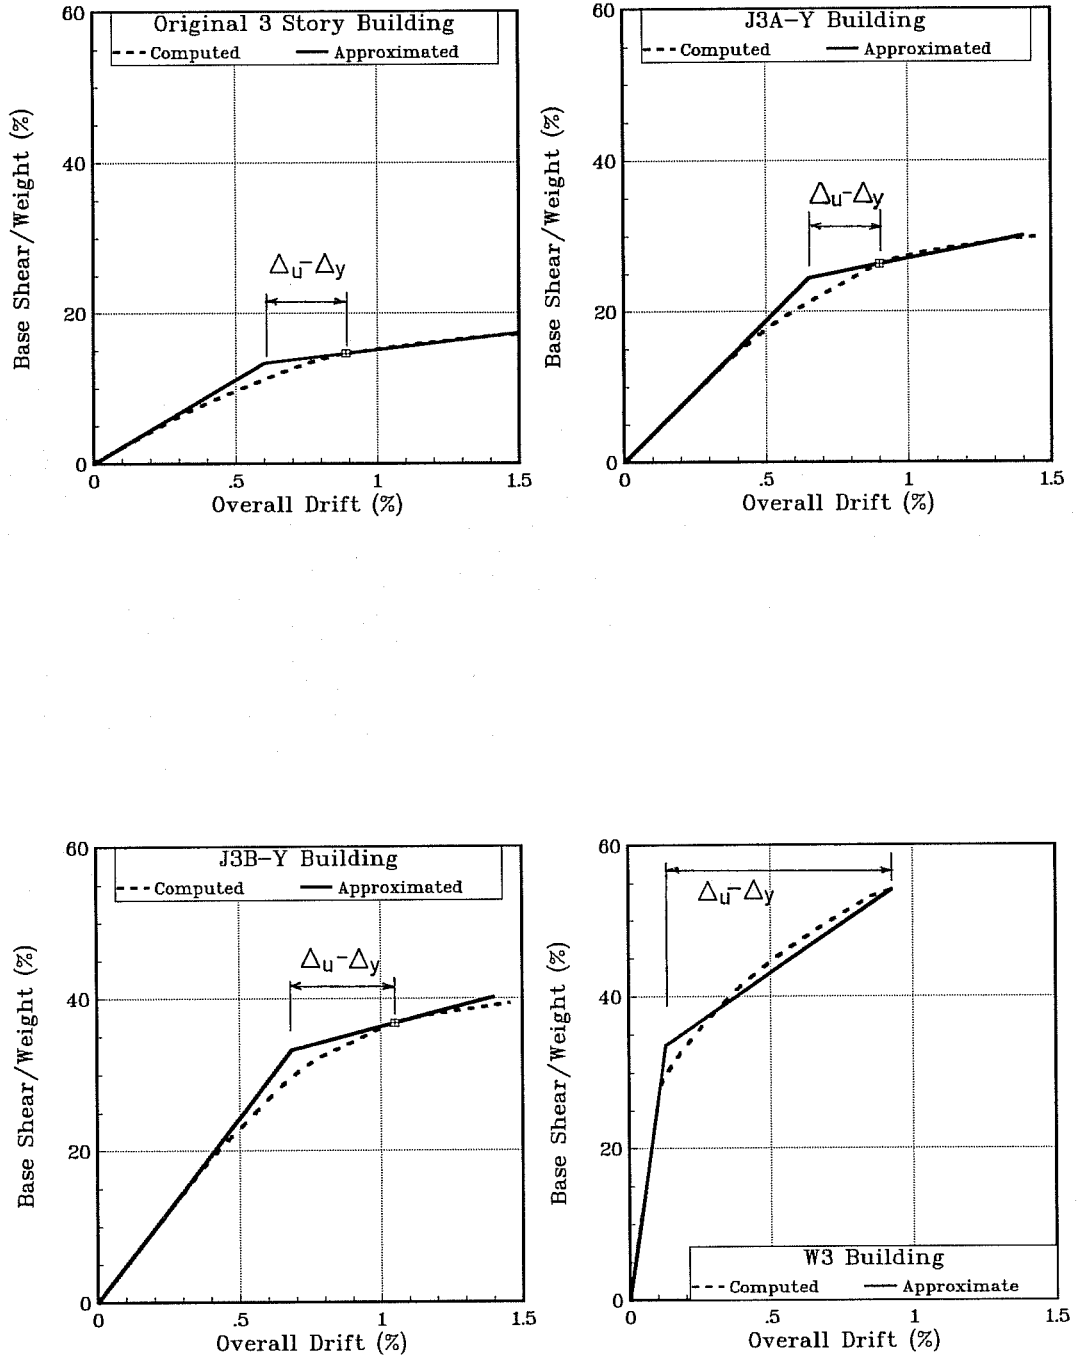 Original 3 Story Building
Computed Approximated
60
40
20
0
0 .5 1 1.5
Base Shear/Weight (%)
Δu-Δy
Overall Drift (%)
J3A-Y Building
Computed Approximated
60
40
20
0
0 .5 1 1.5
Base Shear/Weight (%)
Δu-Δy
Overall Drift (%)
J3B-Y Building
Computed Approximated
60
40
20
0
0 .5 1 1.5
Base Shear/Weight (%)
Δu-Δy
Overall Drift (%)
60
40
20
0
Base Shear/Weight (%)
Δu-Δy
W3 Building
Computed Approximate
0 .5 1 1.5
Overall Drift (%)